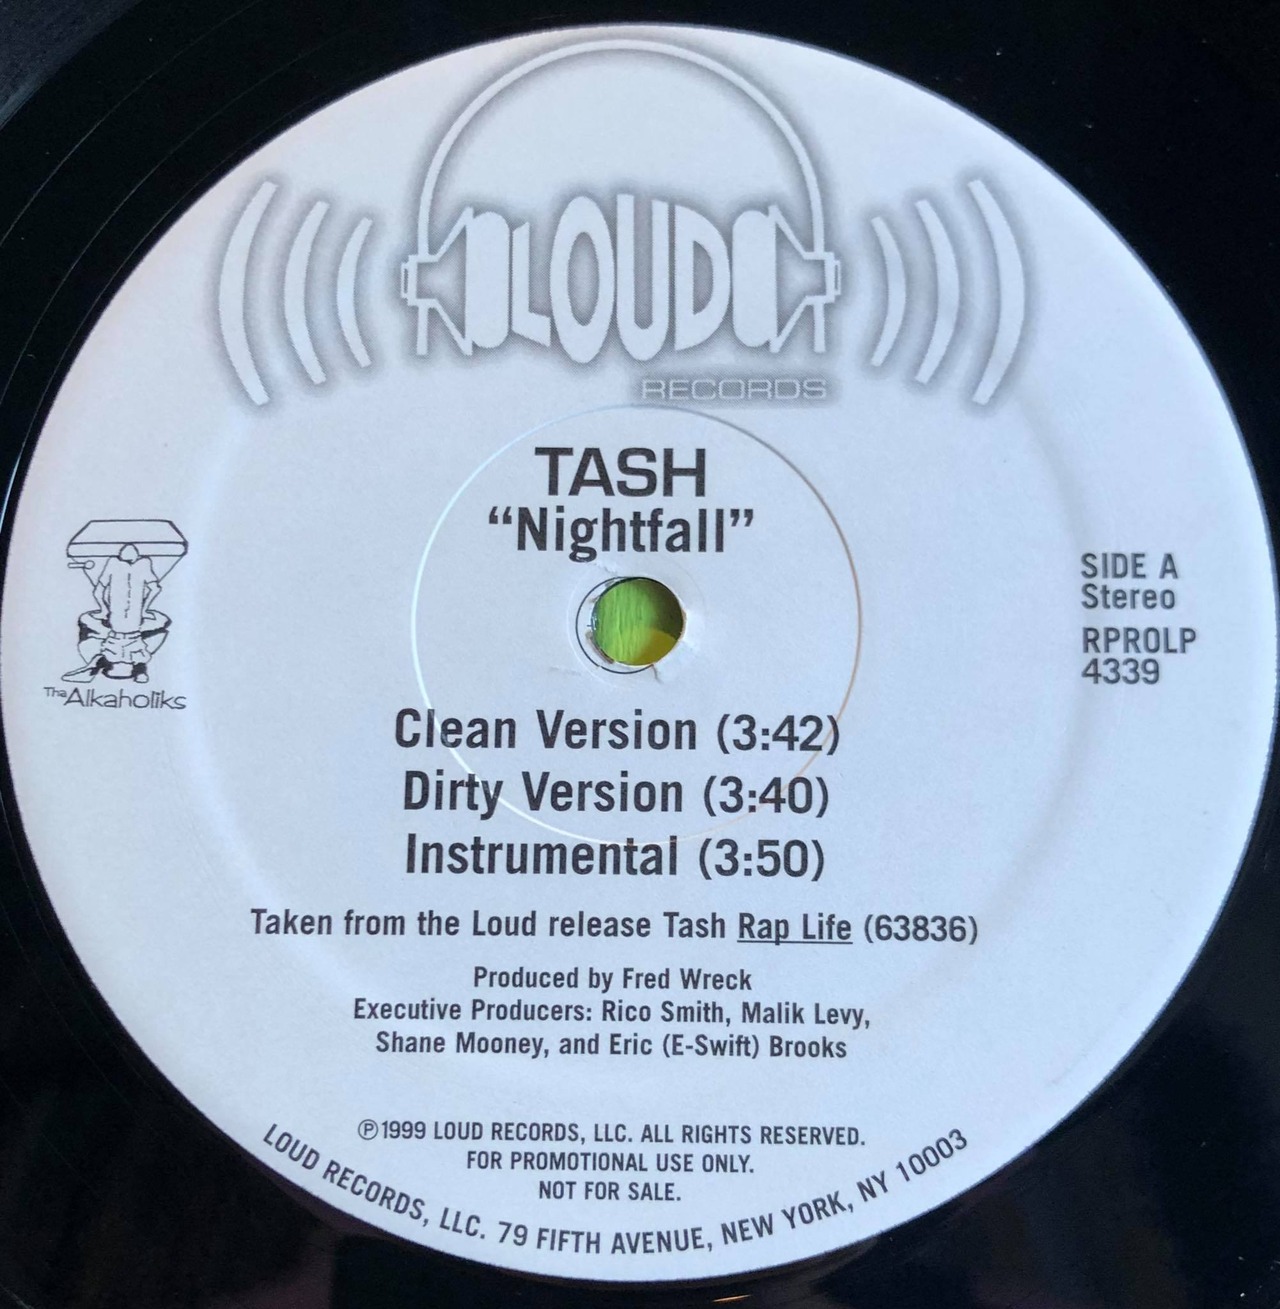 LOUD
RECORDS
TASH
“Nightfall”
SIDE A
Stereo
RPROLP
4339
Tha Alkaholiks
Clean Version (3:42)
Dirty Version (3:40)
Instrumental (3:50)
Taken from the Loud release Tash Rap Life (63836)
Produced by Fred Wreck
Executive Producers: Rico Smith, Malik Levy,
Shane Mooney, and Eric (E-Swift) Brooks
℗1999 LOUD RECORDS, LLC. ALL RIGHTS RESERVED.
FOR PROMOTIONAL USE ONLY.
NOT FOR SALE.
LOUD RECORDS, LLC. 79 FIFTH AVENUE, NEW YORK, NY 10003